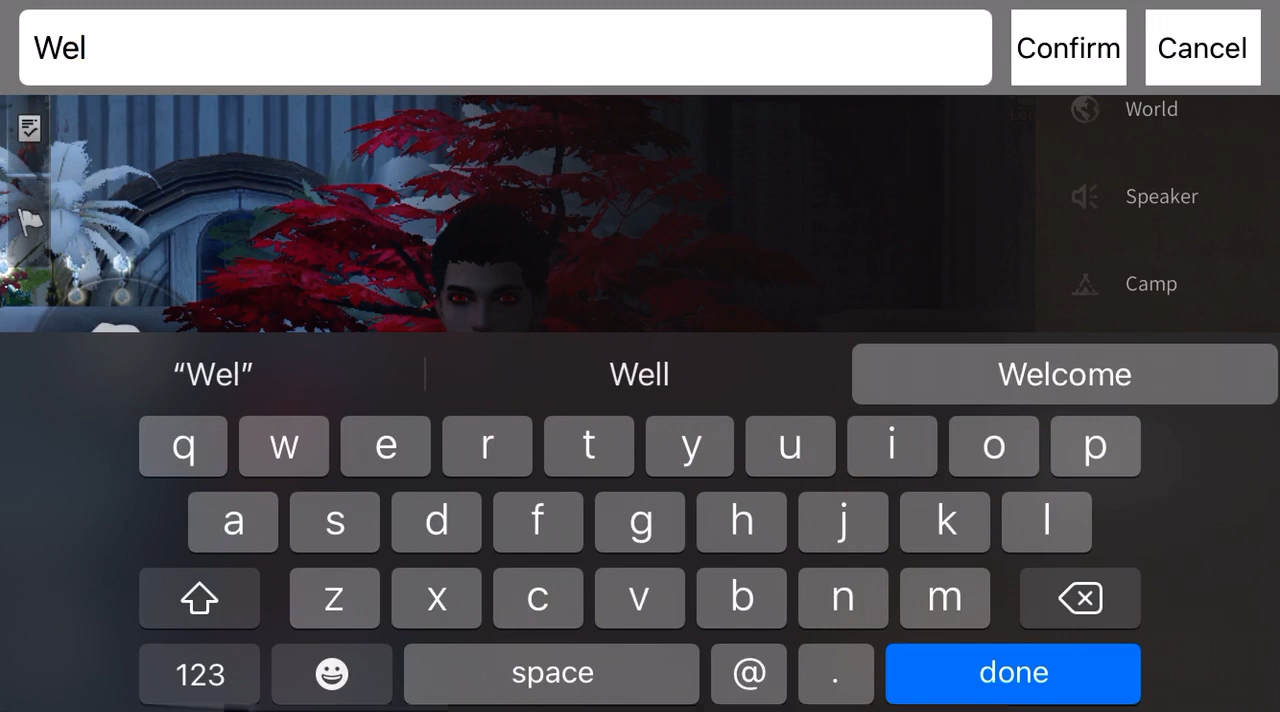 Wel
Confirm
Cancel
World
Speaker
Camp
“Wel”
Well
Welcome
q w e r t y u i o p
a s d f g h j k l
z x c v b n m
123
space
@
.
done